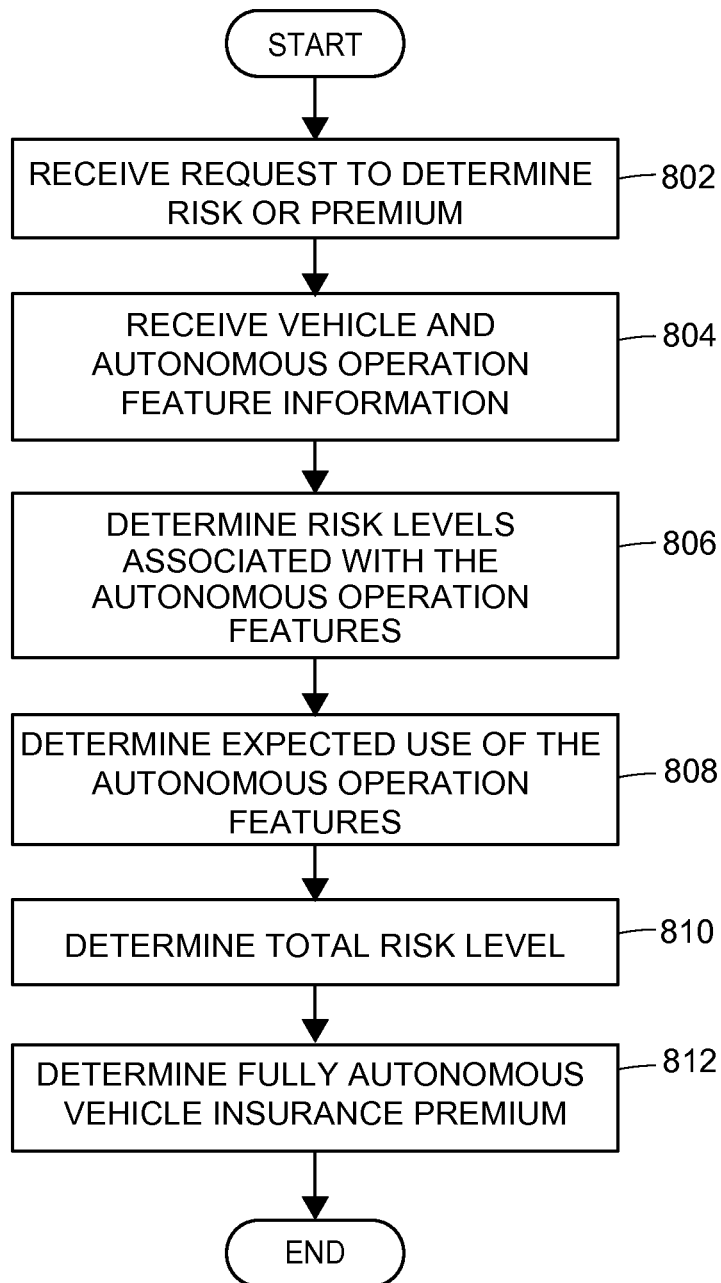 START
RECEIVE REQUEST TO DETERMINE
RISK OR PREMIUM
802
RECEIVE VEHICLE AND
AUTONOMOUS OPERATION
FEATURE INFORMATION
804
DETERMINE RISK LEVELS
ASSOCIATED WITH THE
AUTONOMOUS OPERATION
FEATURES
806
DETERMINE EXPECTED USE OF THE
AUTONOMOUS OPERATION
FEATURES
808
DETERMINE TOTAL RISK LEVEL
810
DETERMINE FULLY AUTONOMOUS
VEHICLE INSURANCE PREMIUM
812
END